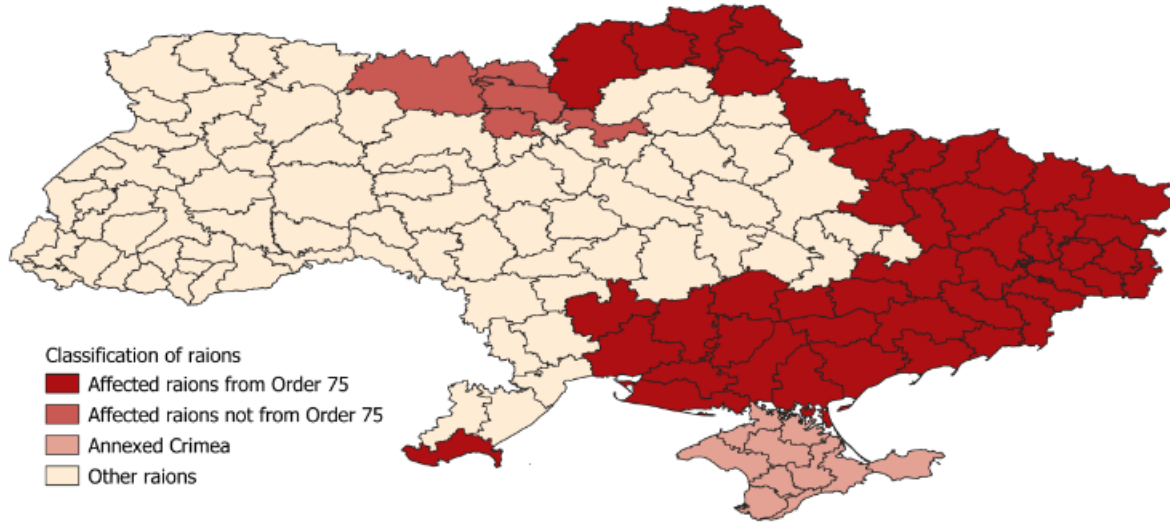 Classification of raions
Affected raions from Order 75
Affected raions not from Order 75
Annexed Crimea
Other raions